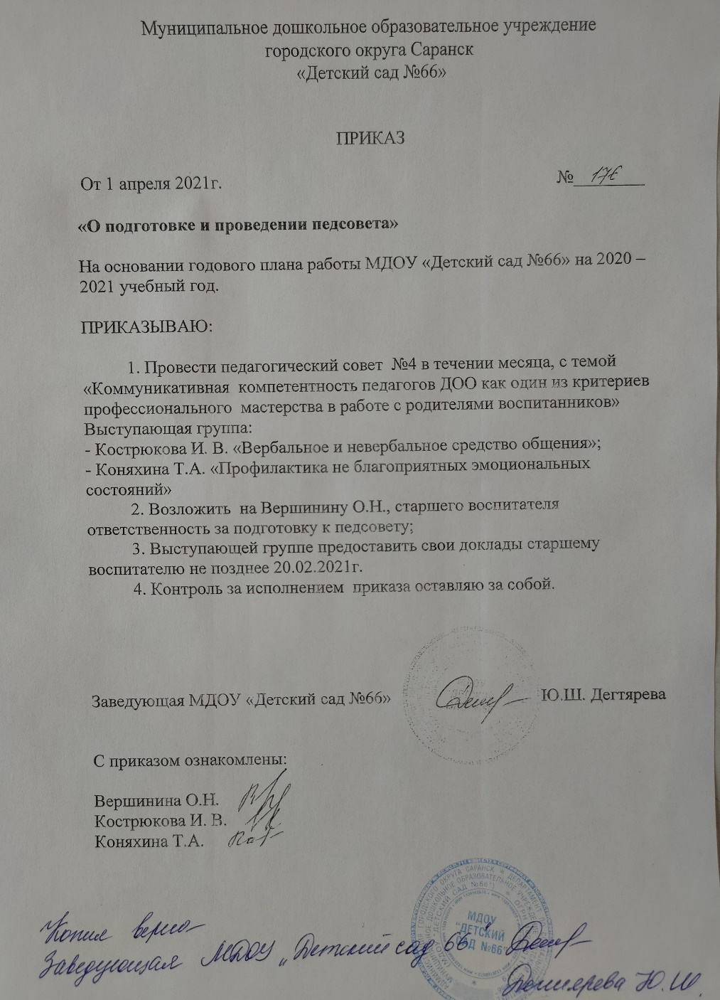 Муниципальное дошкольное образовательное учреждение
городского округа Саранск
«Детский сад №66»
ПРИКАЗ
От 1 апреля 2021г. №
«О подготовке и проведении педсовета»
На основании годового плана работы МДОУ «Детский сад №66» на 2020 –
2021 учебный год.
ПРИКАЗЫВАЮ:
1. Провести педагогический совет №4 в течении месяца, с темой
«Коммуникативная компетентность педагогов ДОО как один из критериев
профессионального мастерства в работе с родителями воспитанников»
Выступающая группа:
- Кострюкова И. В. «Вербальное и невербальное средство общения»;
- Коняхина Т.А. «Профилактика не благоприятных эмоциональных
состояний»
2. Возложить на Вершинину О.Н., старшего воспитателя
ответственность за подготовку к педсовету;
3. Выступающей группе предоставить свои доклады старшему
воспитателю не позднее 20.02.2021г.
4. Контроль за исполнением приказа оставляю за собой.
Заведующая МДОУ «Детский сад №66» Ю.Ш. Дегтярева
С приказом ознакомлены:
Вершинина О.Н.
Кострюкова И. В.
Коняхина Т.А.
МДОУ
"ДЕТСКИЙ
САД №66"
Копия верно
Заведующая МДОУ „Детский сад 66"
Дегтярева Ю.Ш.